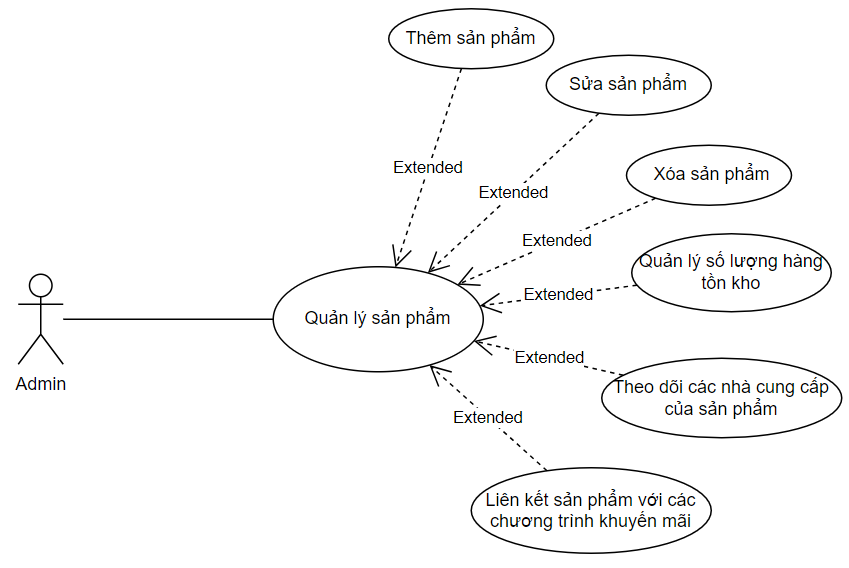 Thêm sản phẩm
Sửa sản phẩm
Extended
Xóa sản phẩm
Extended
Extended
Quản lý số lượng hàng
tồn kho
Extended
Quản lý sản phẩm
Extended
Admin
Theo dõi các nhà cung cấp
của sản phẩm
Extended
Liên kết sản phẩm với các
chương trình khuyến mãi